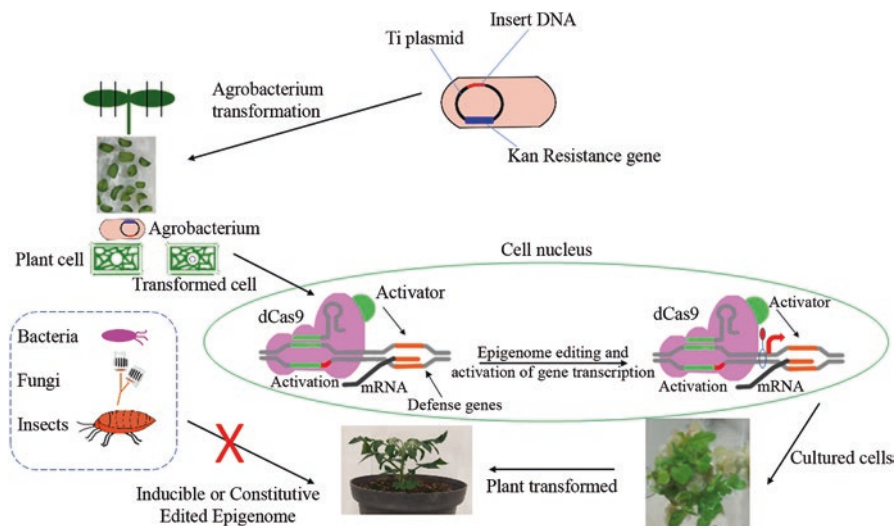 Insert DNA
Ti plasmid
Agrobacterium
transformation
Kan Resistance gene
Agrobacterium
Plant cell
Transformed cell
Cell nucleus
Activator
dCas9
Activation
mRNA
Defense genes
Epigenome editing and
activation of gene transcription
Activator
dCas9
Activation
mRNA
Bacteria
Fungi
Insects
X
Inducible or Constitutive
Edited Epigenome
Plant transformed
Cultured cells